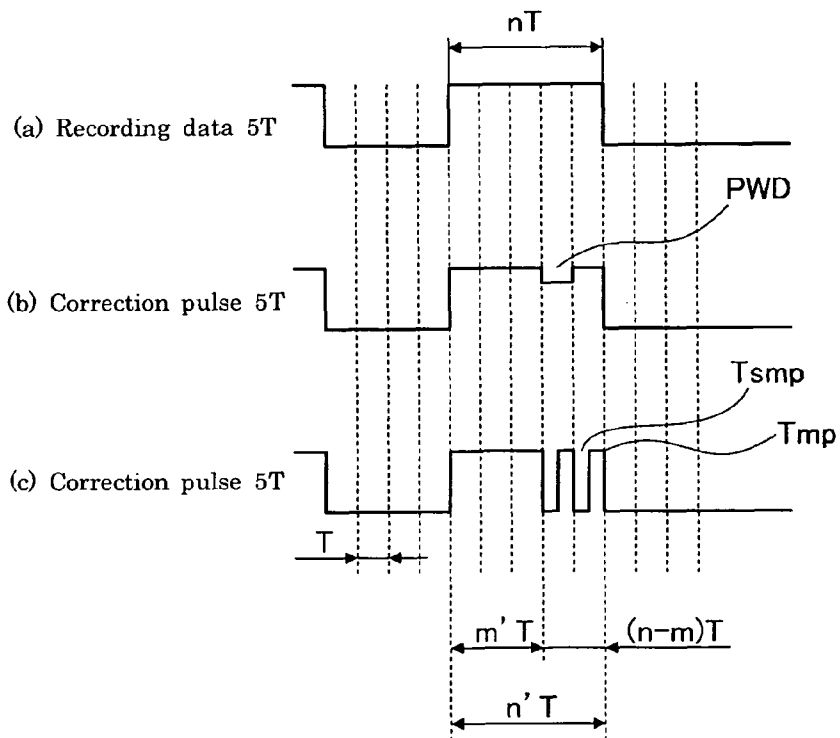 nT
(a) Recording data 5T
PWD
(b) Correction pulse 5T
Tsmp
Tmp
(c) Correction pulse 5T
T
m' T
(n-m)T
n' T